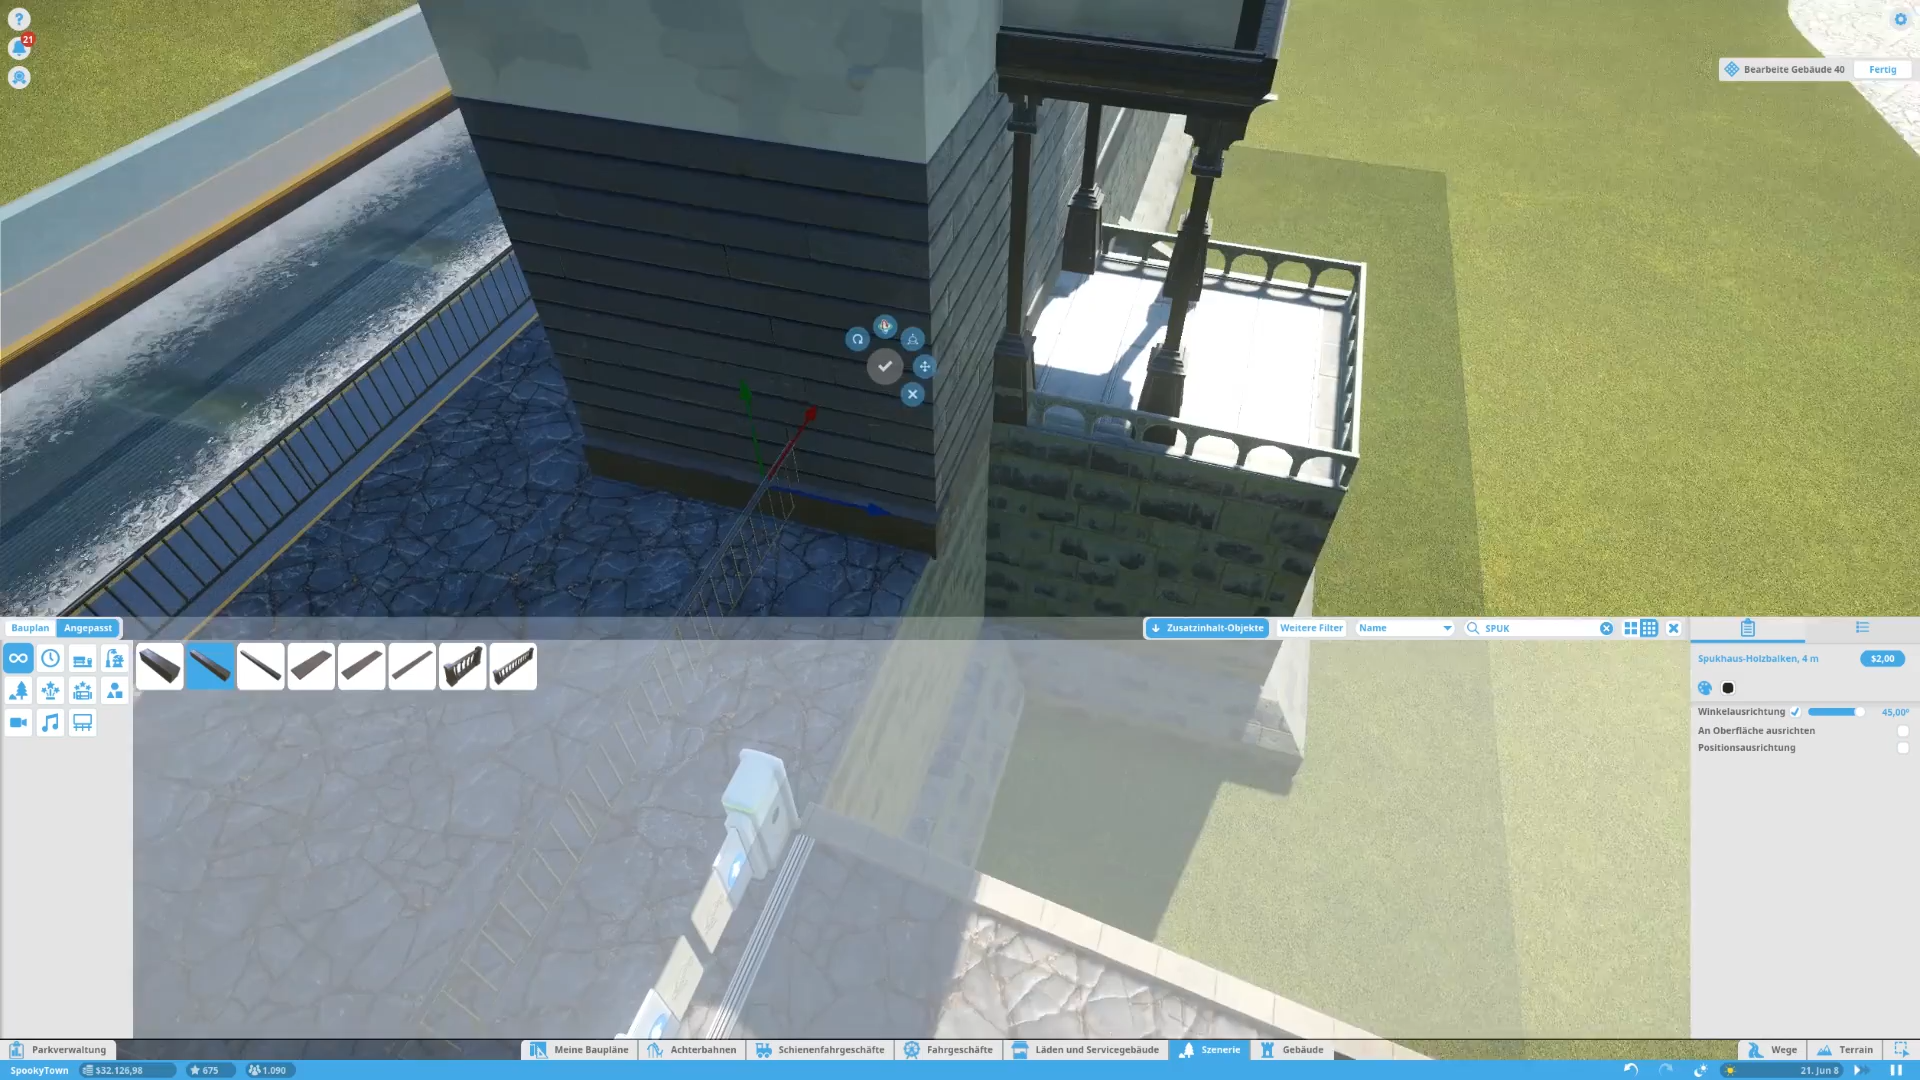 21
Bearbeite Gebäude 40
Fertig
Bauplan
Angepasst
Zusatzinhalt-Objekte
Weitere Filter
Name
SPUK
Spukhaus-Holzbalken, 4 m
$2,00
Winkelausrichtung
45,00°
An Oberfläche ausrichten
Positionsausrichtung
Parkverwaltung
Meine Baupläne
Achterbahnen
Schienenfahrgeschäfte
Fahrgeschäfte
Läden und Servicegebäude
Szenerie
Gebäude
Wege
Terrain
SpookyTown
$32.126,98
675
1.090
21. Jun 8